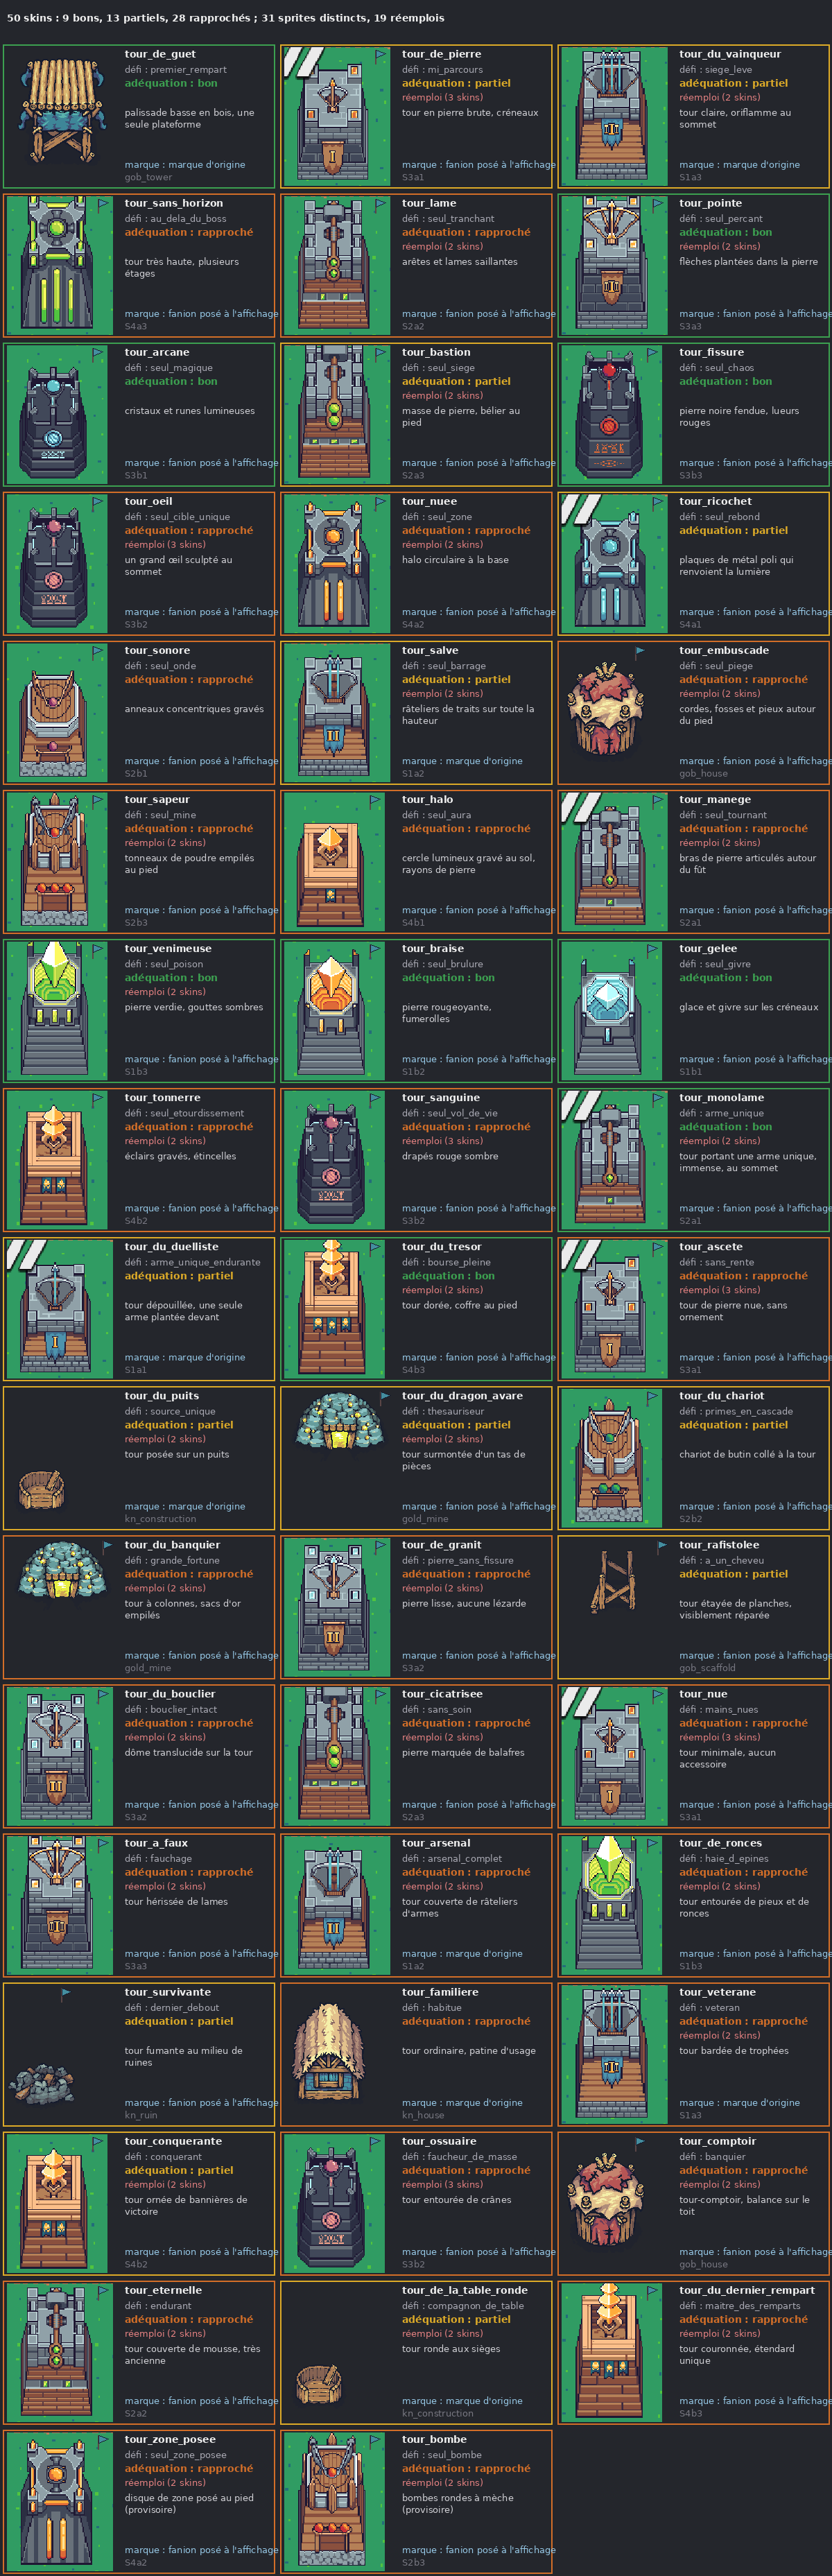 50 skins : 9 bons, 13 partiels, 28 rapprochés ; 31 sprites distincts, 19 réemplois
tour_de_guet
défi : premier_rempart
adéquation : bon
palissade basse en bois, une
seule plateforme
marque : marque d'origine
gob_tower
tour_de_pierre
défi : mi_parcours
adéquation : partiel
réemploi (3 skins)
tour en pierre brute, créneaux
marque : fanion posé à l'affichage
S3a1
tour_du_vainqueur
défi : siege_leve
adéquation : partiel
réemploi (2 skins)
tour claire, oriflamme au
sommet
marque : marque d'origine
S1a3
tour_sans_horizon
défi : au_dela_du_boss
adéquation : rapproché
tour très haute, plusieurs
étages
marque : fanion posé à l'affichage
S4a3
tour_lame
défi : seul_tranchant
adéquation : rapproché
réemploi (2 skins)
arêtes et lames saillantes
marque : fanion posé à l'affichage
S2a2
tour_pointe
défi : seul_percant
adéquation : bon
réemploi (2 skins)
flèches plantées dans la pierre
marque : fanion posé à l'affichage
S3a3
tour_arcane
défi : seul_magique
adéquation : bon
cristaux et runes lumineuses
marque : fanion posé à l'affichage
S3b1
tour_bastion
défi : seul_siege
adéquation : partiel
réemploi (2 skins)
masse de pierre, bélier au
pied
marque : fanion posé à l'affichage
S2a3
tour_fissure
défi : seul_chaos
adéquation : bon
pierre noire fendue, lueurs
rouges
marque : fanion posé à l'affichage
S3b3
tour_oeil
défi : seul_cible_unique
adéquation : rapproché
réemploi (3 skins)
un grand œil sculpté au
sommet
marque : fanion posé à l'affichage
S3b2
tour_nuee
défi : seul_zone
adéquation : rapproché
réemploi (2 skins)
halo circulaire à la base
marque : fanion posé à l'affichage
S4a2
tour_ricochet
défi : seul_rebond
adéquation : partiel
plaques de métal poli qui
renvoient la lumière
marque : fanion posé à l'affichage
S4a1
tour_sonore
défi : seul_onde
adéquation : rapproché
anneaux concentriques gravés
marque : fanion posé à l'affichage
S2b1
tour_salve
défi : seul_barrage
adéquation : partiel
réemploi (2 skins)
râteliers de traits sur toute la
hauteur
marque : marque d'origine
S1a2
tour_embuscade
défi : seul_piege
adéquation : rapproché
réemploi (2 skins)
cordes, fosses et pieux autour
du pied
marque : fanion posé à l'affichage
gob_house
tour_sapeur
défi : seul_mine
adéquation : rapproché
réemploi (2 skins)
tonneaux de poudre empilés
au pied
marque : fanion posé à l'affichage
S2b3
tour_halo
défi : seul_aura
adéquation : rapproché
cercle lumineux gravé au sol,
rayons de pierre
marque : fanion posé à l'affichage
S4b1
tour_manege
défi : seul_tournant
adéquation : rapproché
réemploi (2 skins)
bras de pierre articulés autour
du fût
marque : fanion posé à l'affichage
S2a1
tour_venimeuse
défi : seul_poison
adéquation : bon
réemploi (2 skins)
pierre verdie, gouttes sombres
marque : fanion posé à l'affichage
S1b3
tour_braise
défi : seul_brulure
adéquation : bon
pierre rougeoyante,
fumerolles
marque : fanion posé à l'affichage
S1b2
tour_gelee
défi : seul_givre
adéquation : bon
glace et givre sur les créneaux
marque : fanion posé à l'affichage
S1b1
tour_tonnerre
défi : seul_etourdissement
adéquation : rapproché
réemploi (2 skins)
éclairs gravés, étincelles
marque : fanion posé à l'affichage
S4b2
tour_sanguine
défi : seul_vol_de_vie
adéquation : rapproché
réemploi (3 skins)
drapés rouge sombre
marque : fanion posé à l'affichage
S3b2
tour_monolame
défi : arme_unique
adéquation : bon
réemploi (2 skins)
tour portant une arme unique,
immense, au sommet
marque : fanion posé à l'affichage
S2a1
tour_du_duelliste
défi : arme_unique_endurante
adéquation : partiel
tour dépouillée, une seule
arme plantée devant
marque : marque d'origine
S1a1
tour_du_tresor
défi : bourse_pleine
adéquation : bon
réemploi (2 skins)
tour dorée, coffre au pied
marque : fanion posé à l'affichage
S4b3
tour_ascete
défi : sans_rente
adéquation : rapproché
réemploi (3 skins)
tour de pierre nue, sans
ornement
marque : fanion posé à l'affichage
S3a1
tour_du_puits
défi : source_unique
adéquation : partiel
réemploi (2 skins)
tour posée sur un puits
marque : marque d'origine
kn_construction
tour_du_dragon_avare
défi : thesauriseur
adéquation : partiel
réemploi (2 skins)
tour surmontée d'un tas de
pièces
marque : fanion posé à l'affichage
gold_mine
tour_du_chariot
défi : primes_en_cascade
adéquation : partiel
chariot de butin collé à la tour
marque : fanion posé à l'affichage
S2b2
tour_du_banquier
défi : grande_fortune
adéquation : rapproché
réemploi (2 skins)
tour à colonnes, sacs d'or
empilés
marque : fanion posé à l'affichage
gold_mine
tour_de_granit
défi : pierre_sans_fissure
adéquation : rapproché
réemploi (2 skins)
pierre lisse, aucune lézarde
marque : fanion posé à l'affichage
S3a2
tour_rafistolee
défi : a_un_cheveu
adéquation : partiel
tour étayée de planches,
visiblement réparée
marque : fanion posé à l'affichage
gob_scaffold
tour_du_bouclier
défi : bouclier_intact
adéquation : rapproché
réemploi (2 skins)
dôme translucide sur la tour
marque : fanion posé à l'affichage
S3a2
tour_cicatrisee
défi : sans_soin
adéquation : rapproché
réemploi (2 skins)
pierre marquée de balafres
marque : fanion posé à l'affichage
S2a3
tour_nue
défi : mains_nues
adéquation : rapproché
réemploi (3 skins)
tour minimale, aucun
accessoire
marque : fanion posé à l'affichage
S3a1
tour_a_faux
défi : fauchage
adéquation : rapproché
réemploi (2 skins)
tour hérissée de lames
marque : fanion posé à l'affichage
S3a3
tour_arsenal
défi : arsenal_complet
adéquation : rapproché
réemploi (2 skins)
tour couverte de râteliers
d'armes
marque : marque d'origine
S1a2
tour_de_ronces
défi : haie_d_epines
adéquation : rapproché
réemploi (2 skins)
tour entourée de pieux et de
ronces
marque : fanion posé à l'affichage
S1b3
tour_survivante
défi : dernier_debout
adéquation : partiel
tour fumante au milieu de
ruines
marque : fanion posé à l'affichage
kn_ruin
tour_familiere
défi : habitue
adéquation : rapproché
tour ordinaire, patine d'usage
marque : marque d'origine
kn_house
tour_veterane
défi : veteran
adéquation : rapproché
réemploi (2 skins)
tour bardée de trophées
marque : marque d'origine
S1a3
tour_conquerante
défi : conquerant
adéquation : partiel
réemploi (2 skins)
tour ornée de bannières de
victoire
marque : fanion posé à l'affichage
S4b2
tour_ossuaire
défi : faucheur_de_masse
adéquation : rapproché
réemploi (3 skins)
tour entourée de crânes
marque : fanion posé à l'affichage
S3b2
tour_comptoir
défi : banquier
adéquation : rapproché
réemploi (2 skins)
tour-comptoir, balance sur le
toit
marque : fanion posé à l'affichage
gob_house
tour_eternelle
défi : endurant
adéquation : rapproché
réemploi (2 skins)
tour couverte de mousse, très
ancienne
marque : fanion posé à l'affichage
S2a2
tour_de_la_table_ronde
défi : compagnon_de_table
adéquation : partiel
réemploi (2 skins)
tour ronde aux sièges
marque : marque d'origine
kn_construction
tour_du_dernier_rempart
défi : maitre_des_remparts
adéquation : rapproché
réemploi (2 skins)
tour couronnée, étendard
unique
marque : fanion posé à l'affichage
S4b3
tour_zone_posee
défi : seul_zone_posee
adéquation : rapproché
réemploi (2 skins)
disque de zone posé au pied
(provisoire)
marque : fanion posé à l'affichage
S4a2
tour_bombe
défi : seul_bombe
adéquation : rapproché
réemploi (2 skins)
bombes rondes à mèche
(provisoire)
marque : fanion posé à l'affichage
S2b3